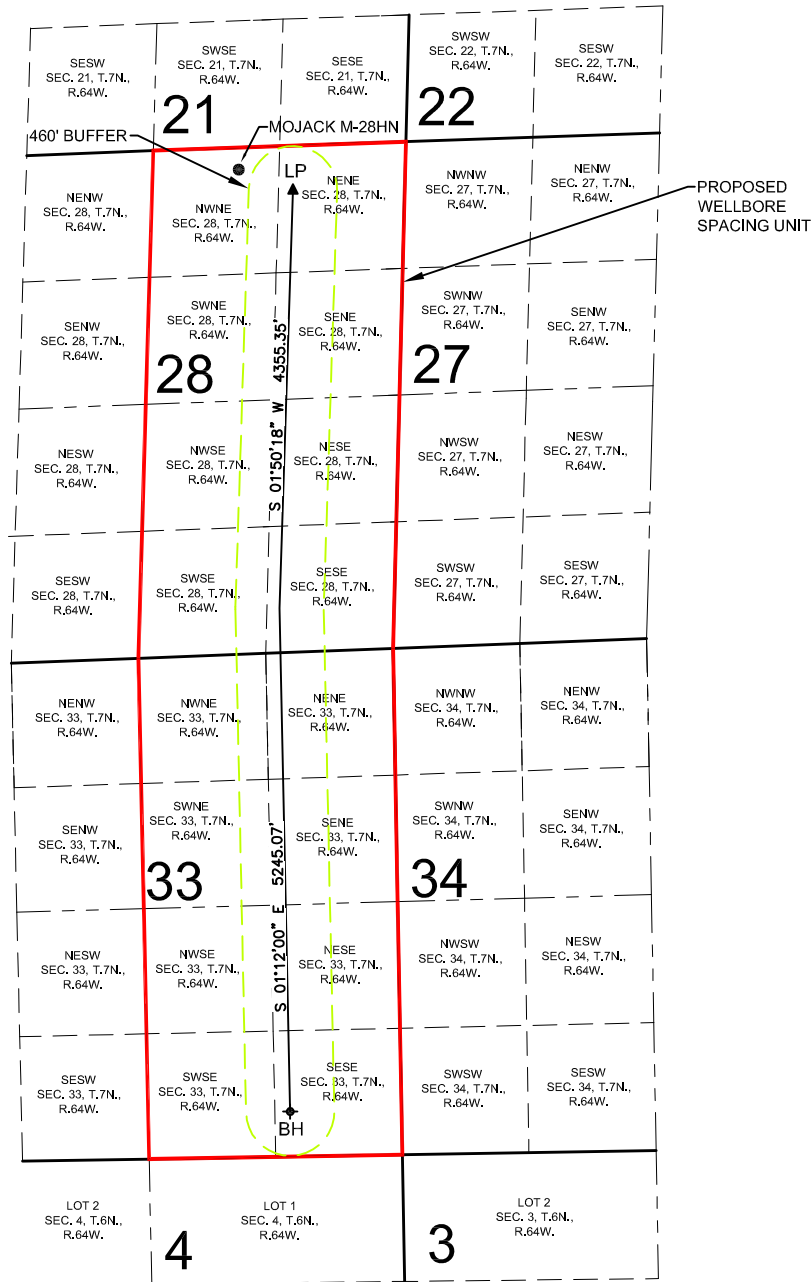 SESW
SEC. 21, T.7N.,
R.64W.
SWSE
SEC. 21, T.7N.,
R.64W.
SESE
SEC. 21, T.7N.,
R.64W.
SWSW
SEC. 22, T.7N.,
R.64W.
SESW
SEC. 22, T.7N.,
R.64W.
21
22
460' BUFFER
MOJACK M-28HN
LP
NENW
SEC. 28, T.7N.,
R.64W.
NWNE
SEC. 28, T.7N.,
R.64W.
NENE
SEC. 28, T.7N.,
R.64W.
NWNW
SEC. 27, T.7N.,
R.64W.
NENW
SEC. 27, T.7N.,
R.64W.
PROPOSED
WELLBORE
SPACING UNIT
SENW
SEC. 28, T.7N.,
R.64W.
SWNE
SEC. 28, T.7N.,
R.64W.
SENE
SEC. 28, T.7N.,
R.64W.
SWNW
SEC. 27, T.7N.,
R.64W.
SENW
SEC. 27, T.7N.,
R.64W.
28
27
S 01°50'18" W 4355.35'
NESW
SEC. 28, T.7N.,
R.64W.
NWSE
SEC. 28, T.7N.,
R.64W.
NESE
SEC. 28, T.7N.,
R.64W.
NWSW
SEC. 27, T.7N.,
R.64W.
NESW
SEC. 27, T.7N.,
R.64W.
SESW
SEC. 28, T.7N.,
R.64W.
SWSE
SEC. 28, T.7N.,
R.64W.
SESE
SEC. 28, T.7N.,
R.64W.
SWSW
SEC. 27, T.7N.,
R.64W.
SESW
SEC. 27, T.7N.,
R.64W.
NENW
SEC. 33, T.7N.,
R.64W.
NWNE
SEC. 33, T.7N.,
R.64W.
NENE
SEC. 33, T.7N.,
R.64W.
NWNW
SEC. 34, T.7N.,
R.64W.
NENW
SEC. 34, T.7N.,
R.64W.
SENW
SEC. 33, T.7N.,
R.64W.
SWNE
SEC. 33, T.7N.,
R.64W.
SENE
SEC. 33, T.7N.,
R.64W.
SWNW
SEC. 34, T.7N.,
R.64W.
SENW
SEC. 34, T.7N.,
R.64W.
33
34
S 01°12'00" E 5245.07'
NESW
SEC. 33, T.7N.,
R.64W.
NWSE
SEC. 33, T.7N.,
R.64W.
NESE
SEC. 33, T.7N.,
R.64W.
NWSW
SEC. 34, T.7N.,
R.64W.
NESW
SEC. 34, T.7N.,
R.64W.
SESW
SEC. 33, T.7N.,
R.64W.
SWSE
SEC. 33, T.7N.,
R.64W.
SESE
SEC. 33, T.7N.,
R.64W.
SWSW
SEC. 34, T.7N.,
R.64W.
SESW
SEC. 34, T.7N.,
R.64W.
BH
LOT 2
SEC. 4, T.6N.,
R.64W.
LOT 1
SEC. 4, T.6N.,
R.64W.
LOT 2
SEC. 3, T.6N.,
R.64W.
4
3